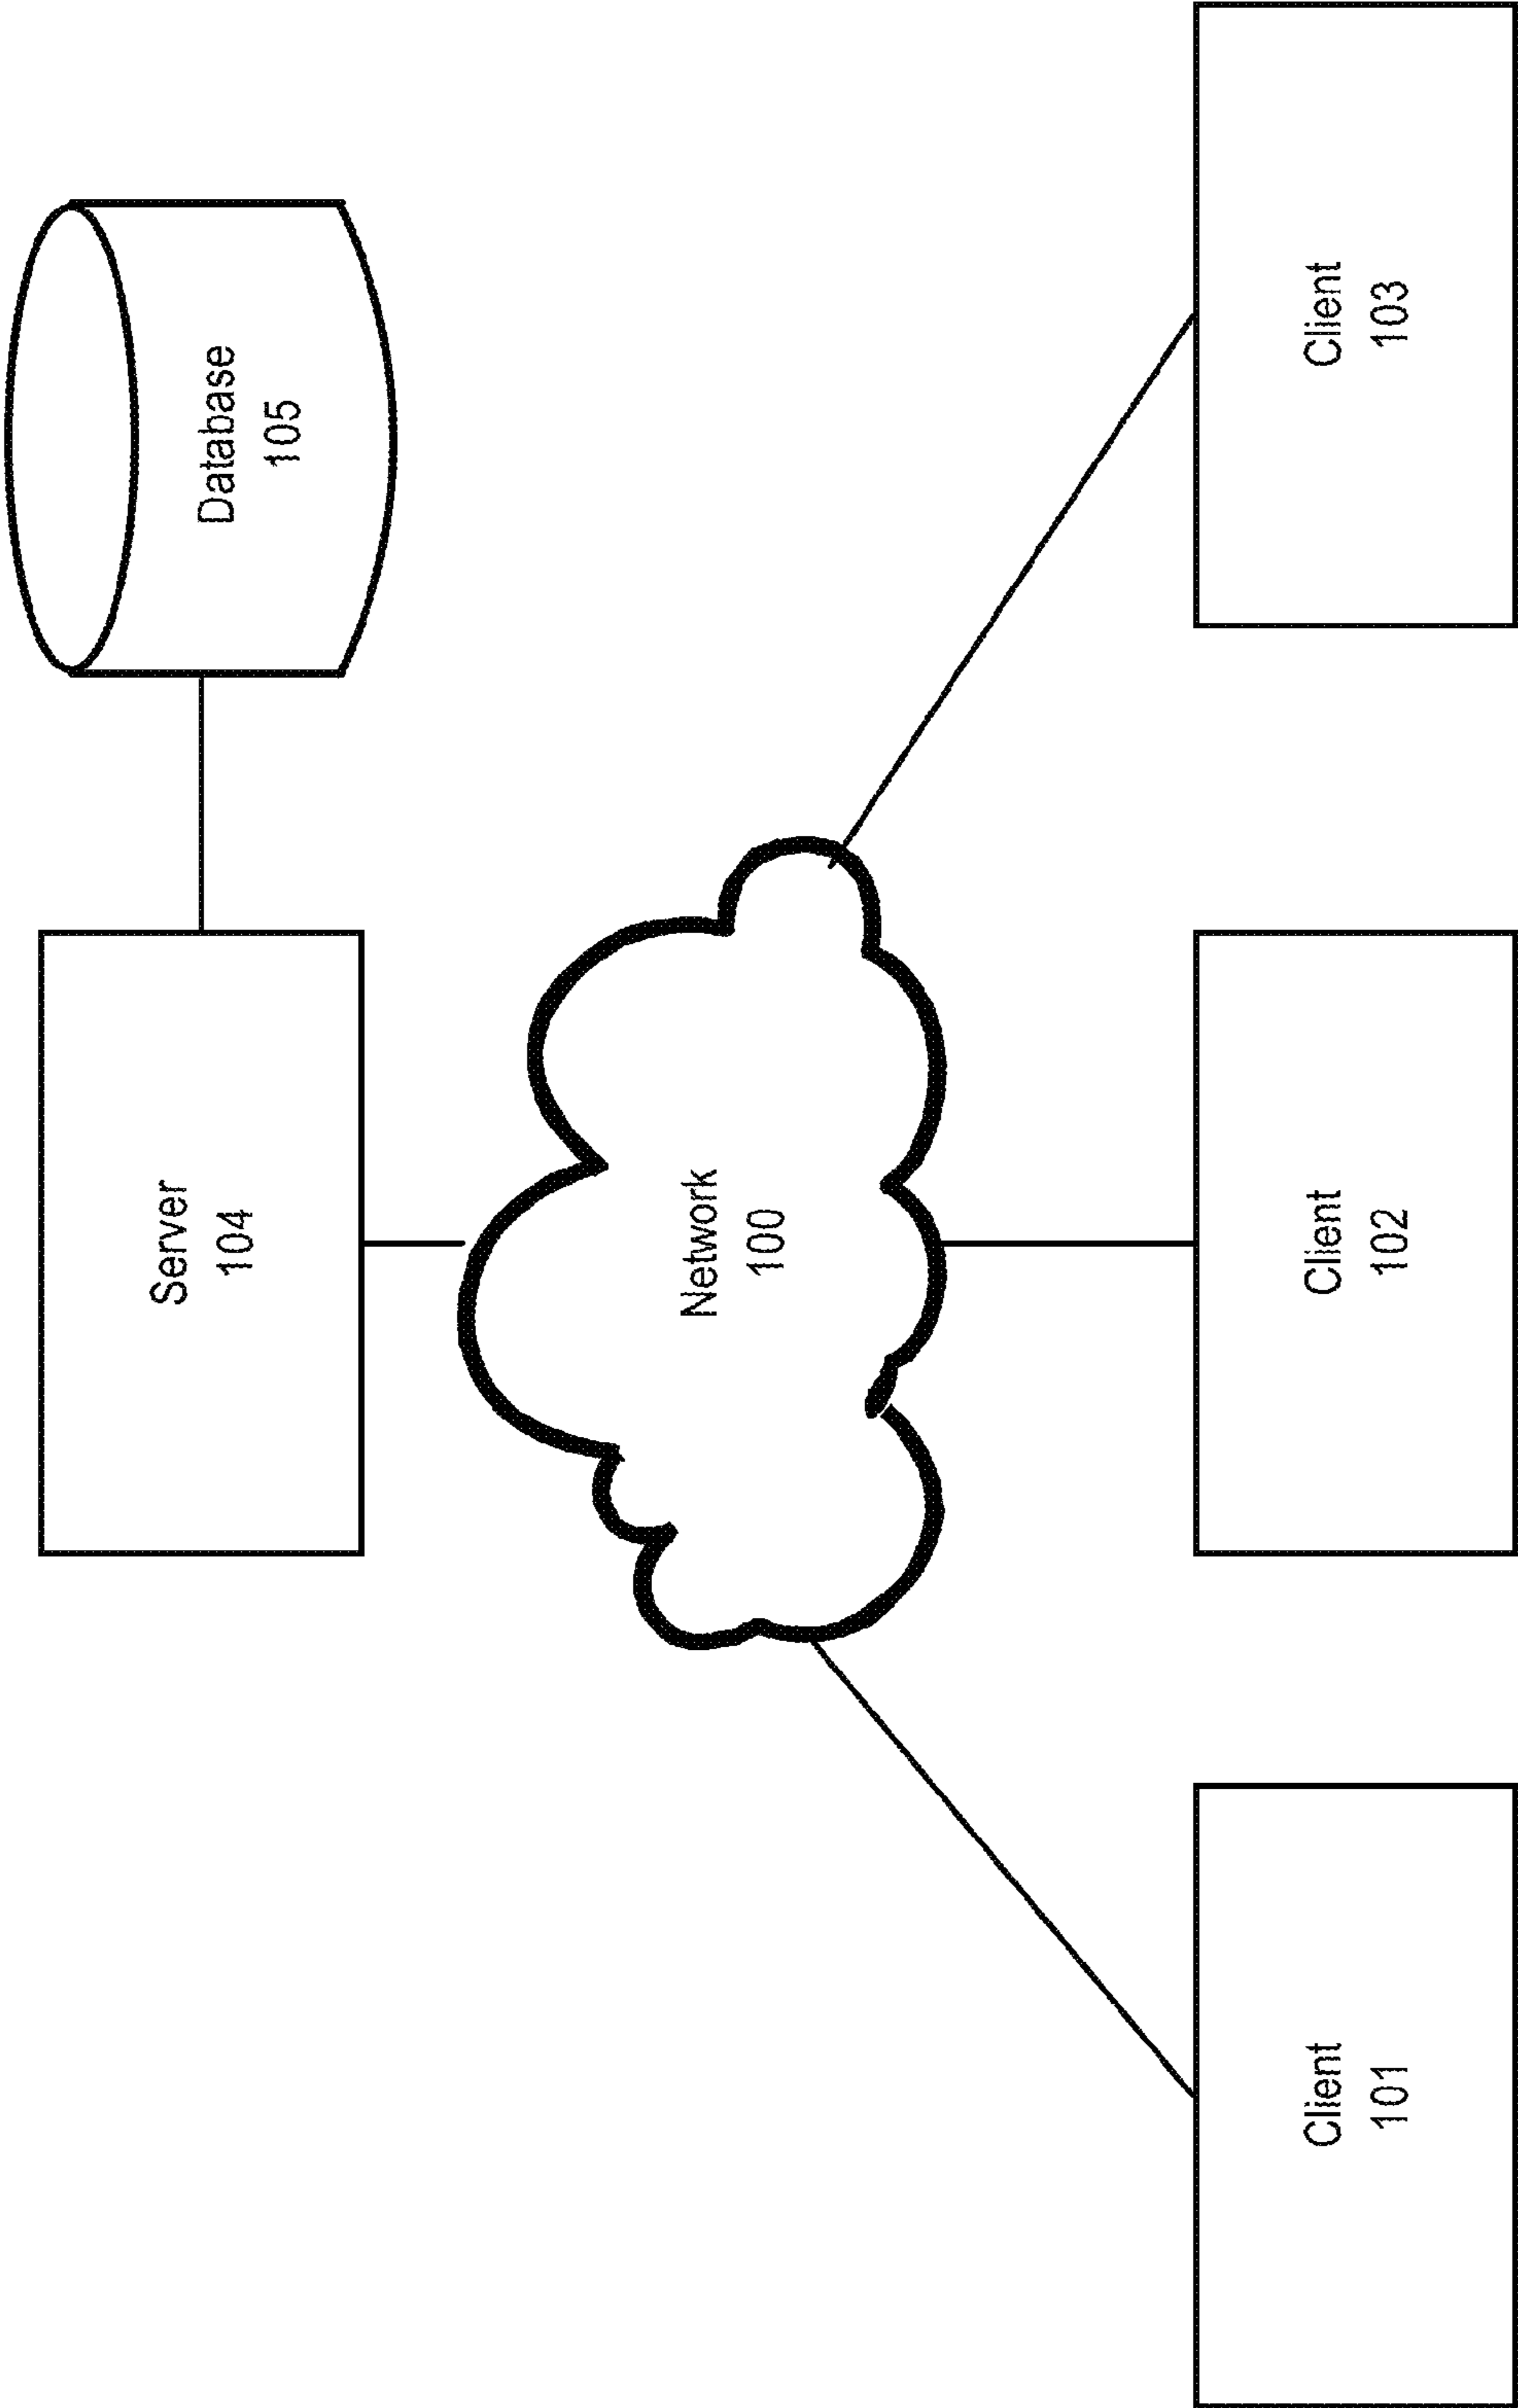 Server
104
Database
105
Network
100
Client
101
Client
102
Client
103